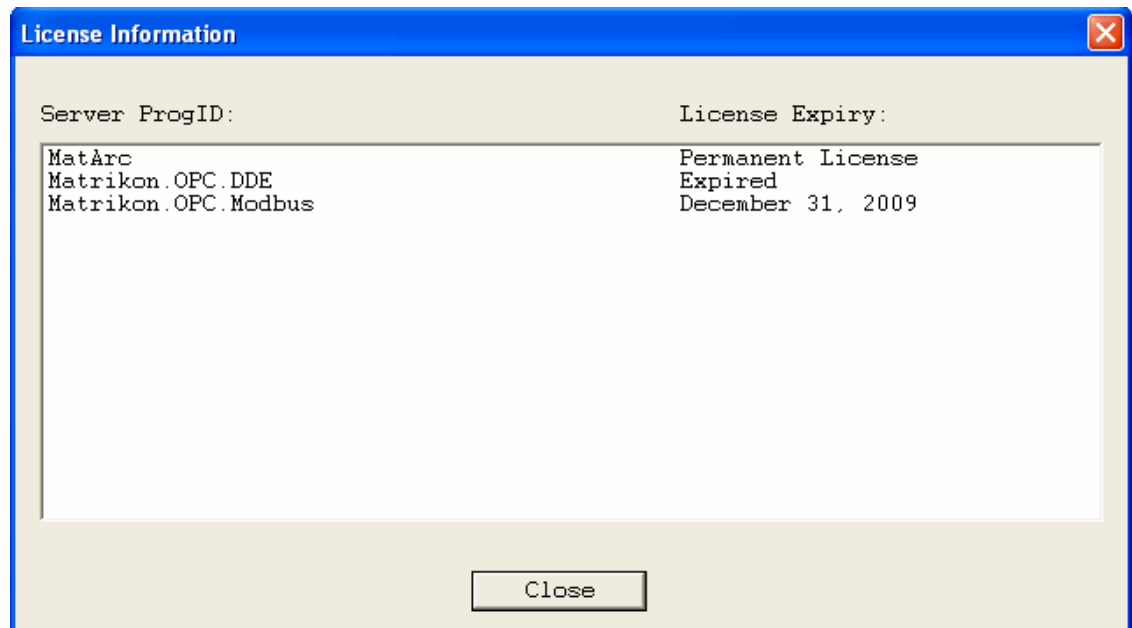 License Information
Server ProgID: License Expiry:
MatArc Permanent License
Matrikon.OPC.DDE Expired
Matrikon.OPC.Modbus December 31, 2009
Close